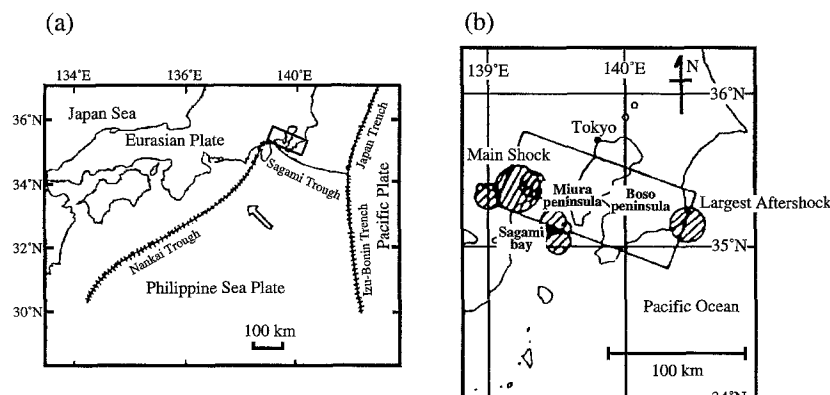 (a)
134°E
136°E
140°E
36°N
34°N
32°N
30°N
Japan Sea
Eurasian Plate
Sagami Trough
Japan Trench
Pacific Plate
Nankai Trough
Izu-Bonin Trench
Philippine Sea Plate
100 km
(b)
139°E
140°E
N
36°N
Tokyo
Main Shock
Miura
peninsula
Boso
peninsula
Largest Aftershock
Sagami
bay
35°N
Pacific Ocean
100 km
34°N